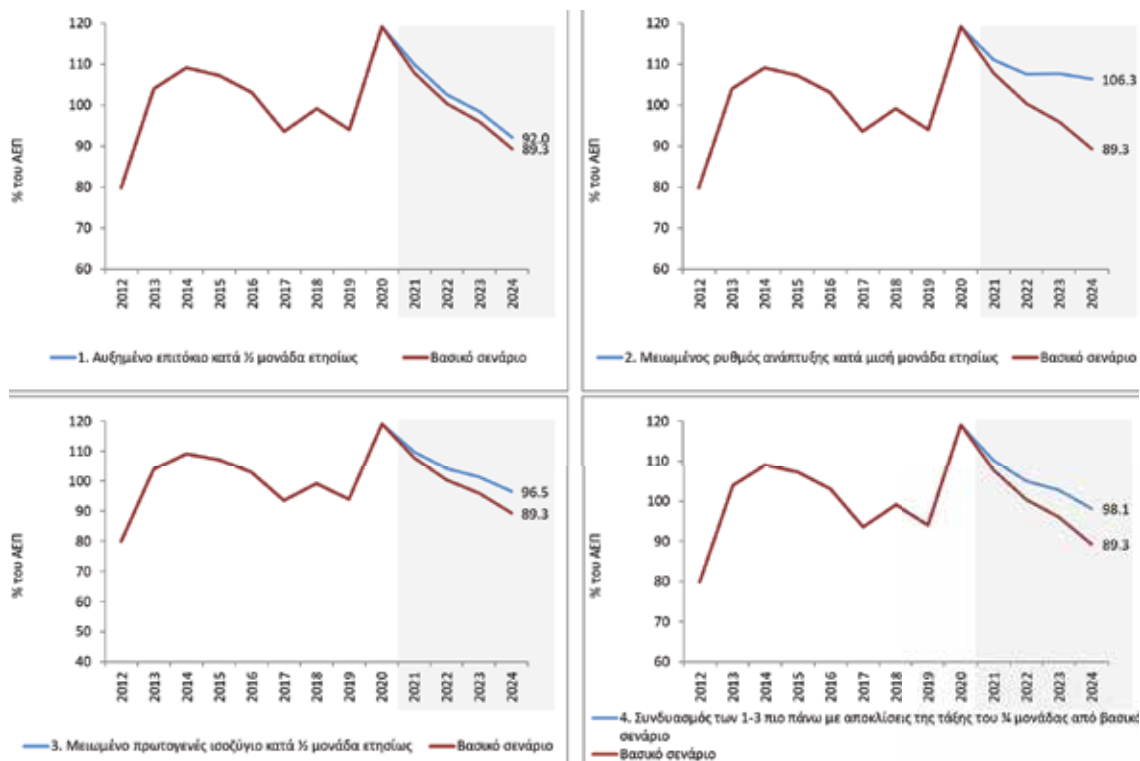 120
110
100
90
80
70
60
% του ΑΕΠ
92.0
89.3
2012 2013 2014 2015 2016 2017 2018 2019 2020 2021 2022 2023 2024
1. Αυξημένο επιτόκιο κατά ½ μονάδα ετησίως Βασικό σενάριο
120
110
100
90
80
70
60
% του ΑΕΠ
106.3
89.3
2012 2013 2014 2015 2016 2017 2018 2019 2020 2021 2022 2023 2024
2. Μειωμένος ρυθμός ανάπτυξης κατά μισή μονάδα ετησίως Βασικό σενάριο
120
110
100
90
80
70
60
50
40
% του ΑΕΠ
96.5
89.3
2012 2013 2014 2015 2016 2017 2018 2019 2020 2021 2022 2023 2024
3. Μειωμένο πρωτογενές ισοζύγιο κατά ½ μονάδα ετησίως Βασικό σενάριο
120
110
100
90
80
70
60
% του ΑΕΠ
98.1
89.3
2012 2013 2014 2015 2016 2017 2018 2019 2020 2021 2022 2023 2024
4. Συνδυασμός των 1-3 πιο πάνω με αποκλίσεις της τάξης του ¼ μονάδας από βασικό
σενάριο
Βασικό σενάριο